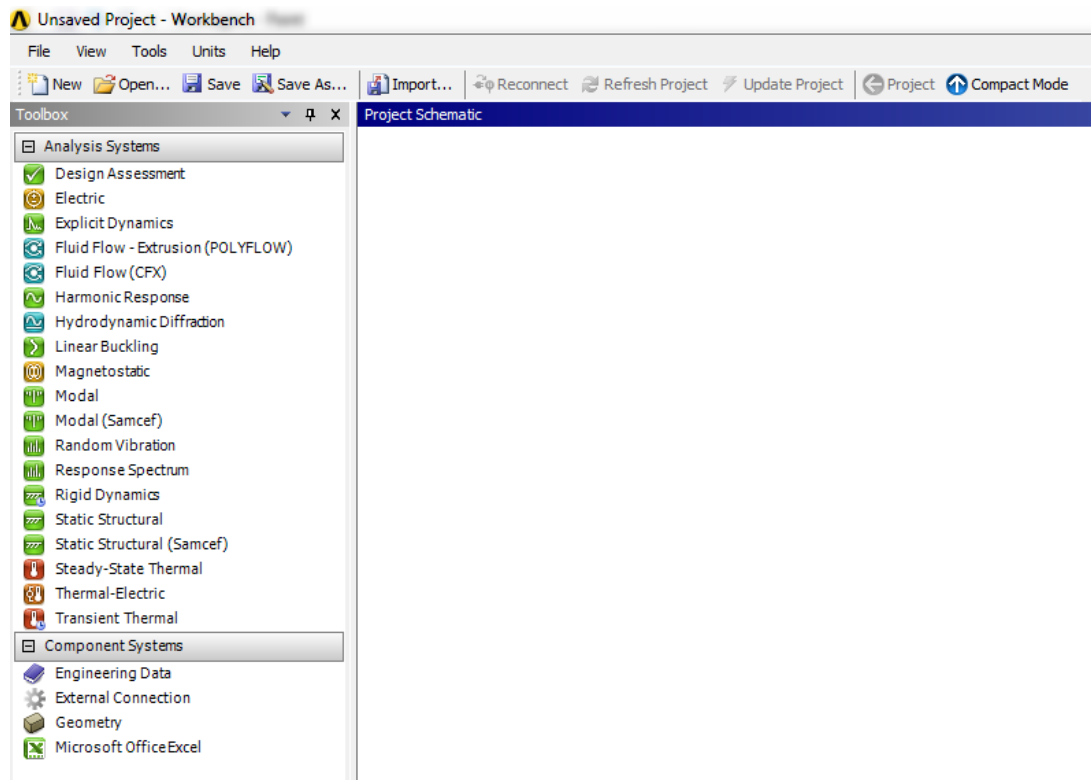 Unsaved Project - Workbench
File View Tools Units Help
New Open... Save Save As... Import... Reconnect Refresh Project Update Project Project Compact Mode
Toolbox
Project Schematic
Analysis Systems
Design Assessment
Electric
Explicit Dynamics
Fluid Flow - Extrusion (POLYFLOW)
Fluid Flow (CFX)
Harmonic Response
Hydrodynamic Diffraction
Linear Buckling
Magnetostatic
Modal
Modal (Samcef)
Random Vibration
Response Spectrum
Rigid Dynamics
Static Structural
Static Structural (Samcef)
Steady-State Thermal
Thermal-Electric
Transient Thermal
Component Systems
Engineering Data
External Connection
Geometry
Microsoft Office Excel